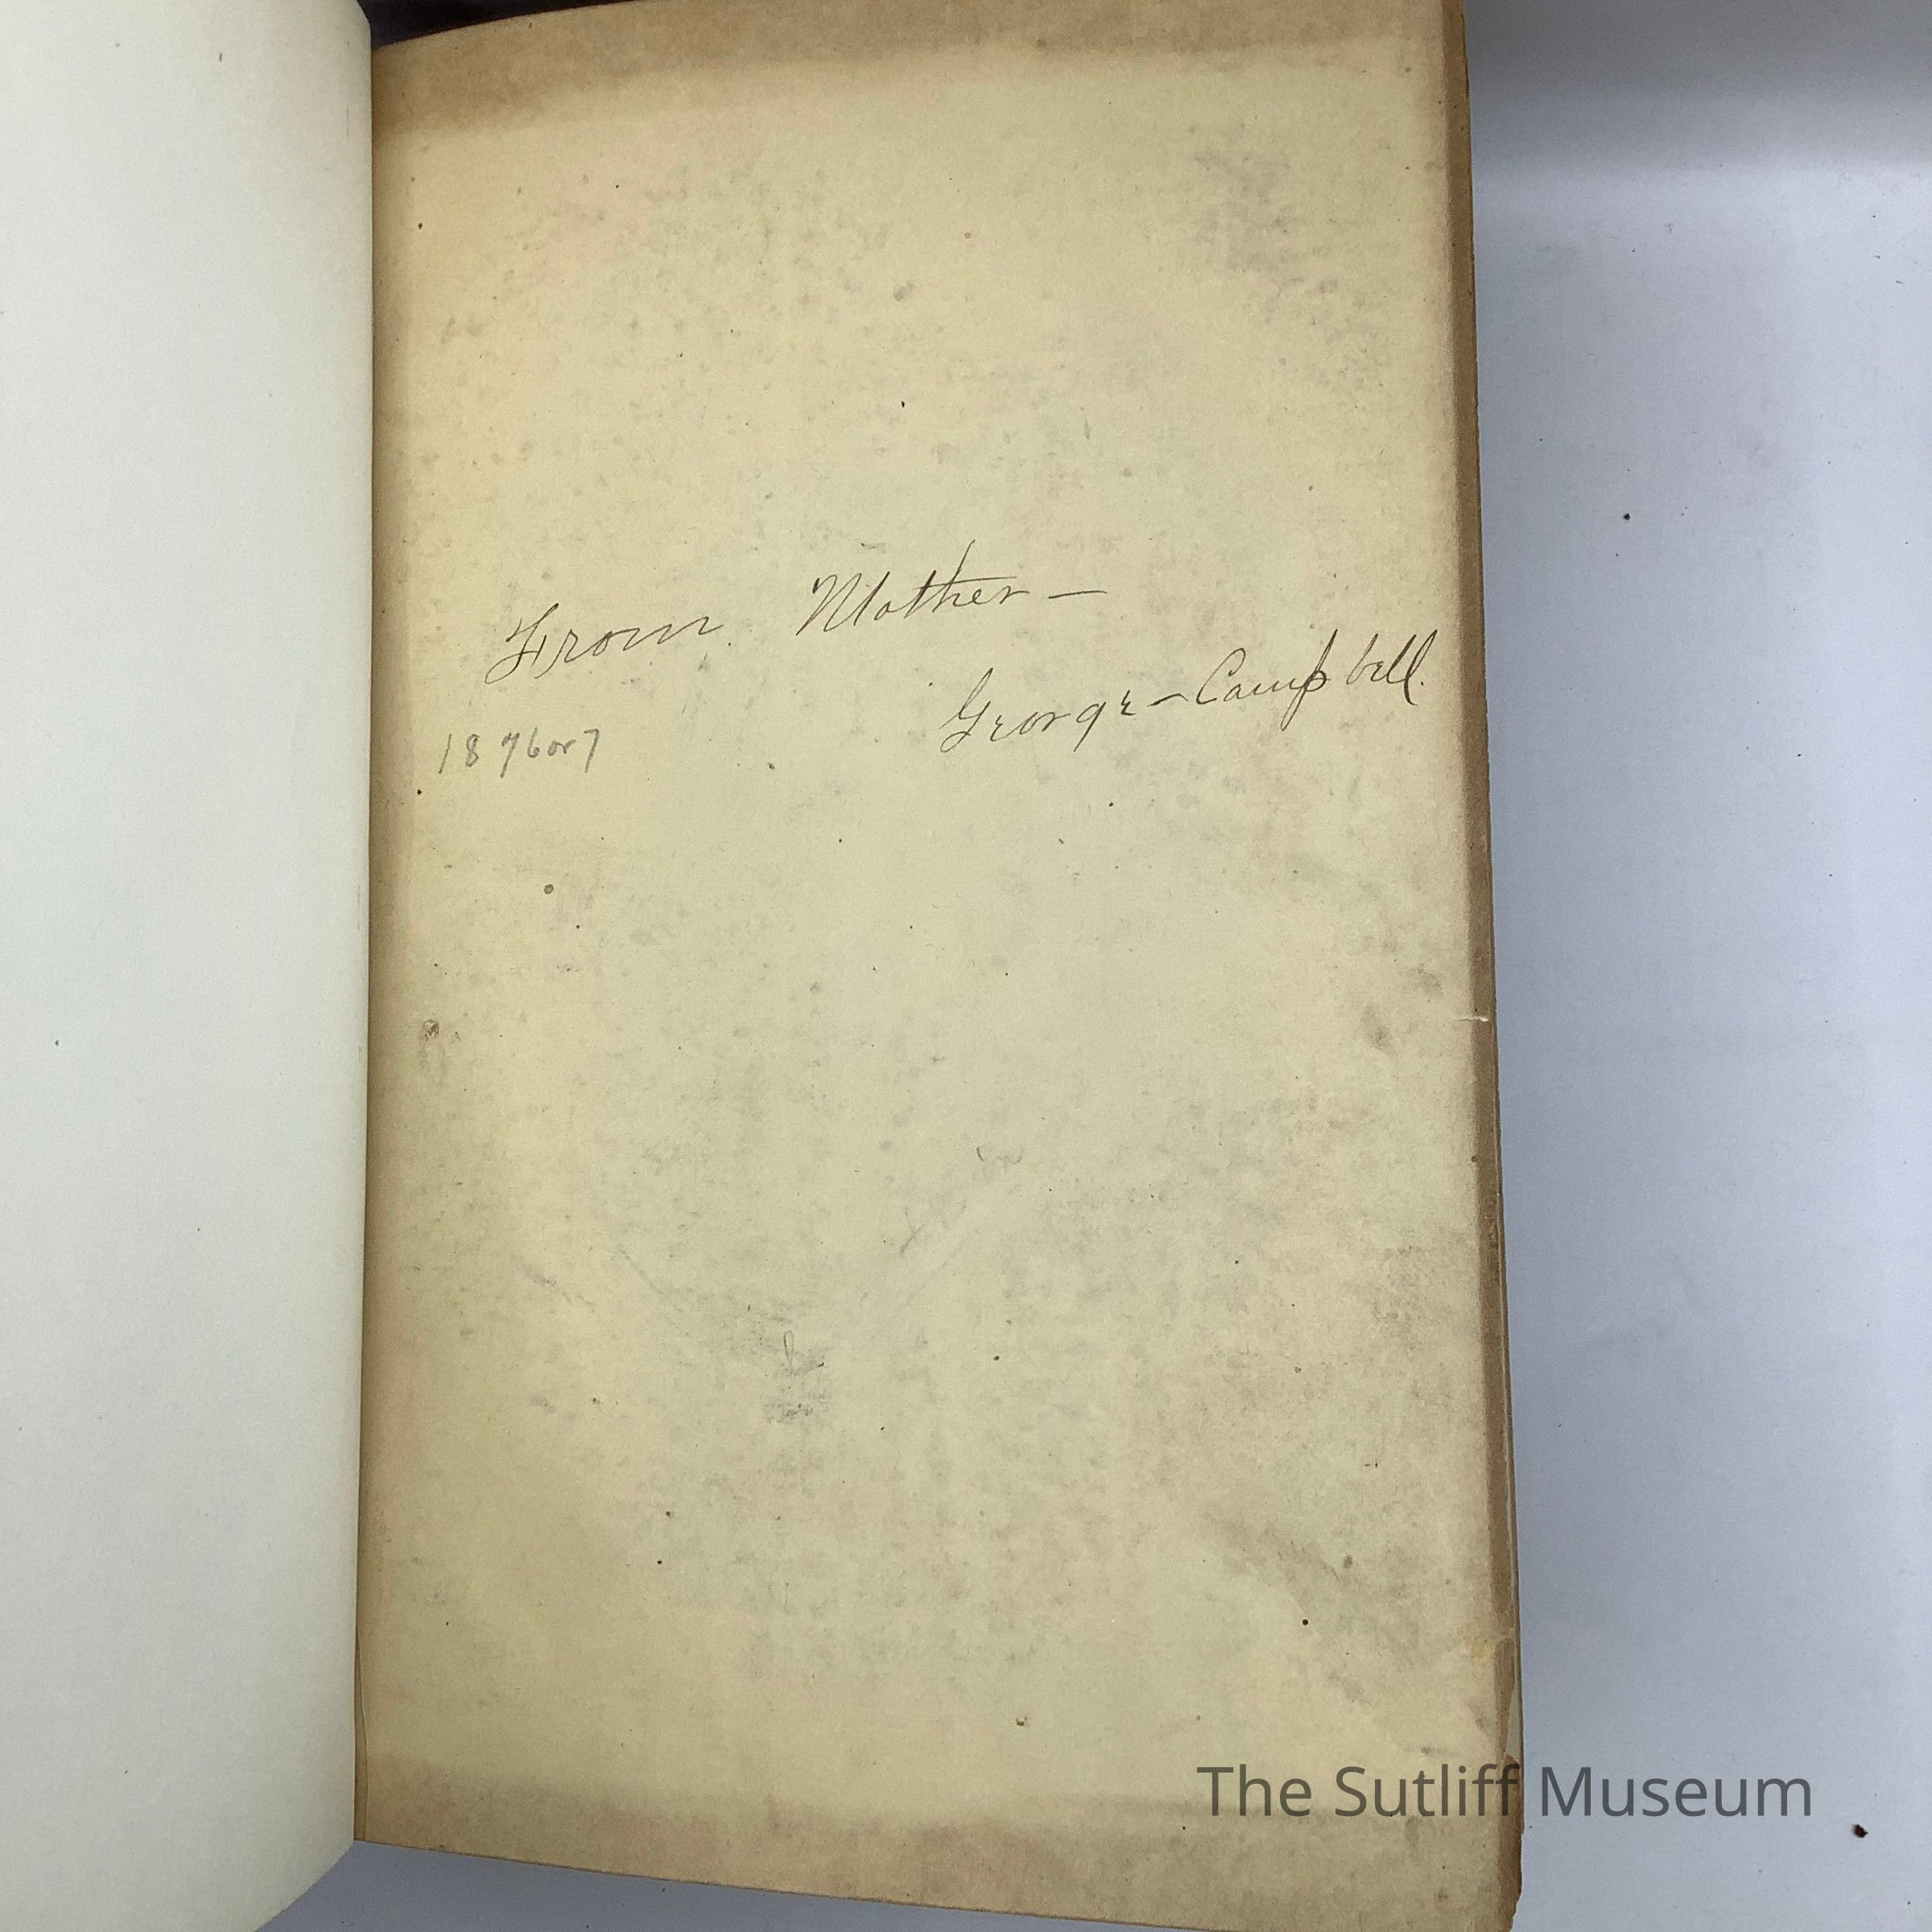 From Mother —
George - Campbell.
1876 or 7
The Sutliff Museum